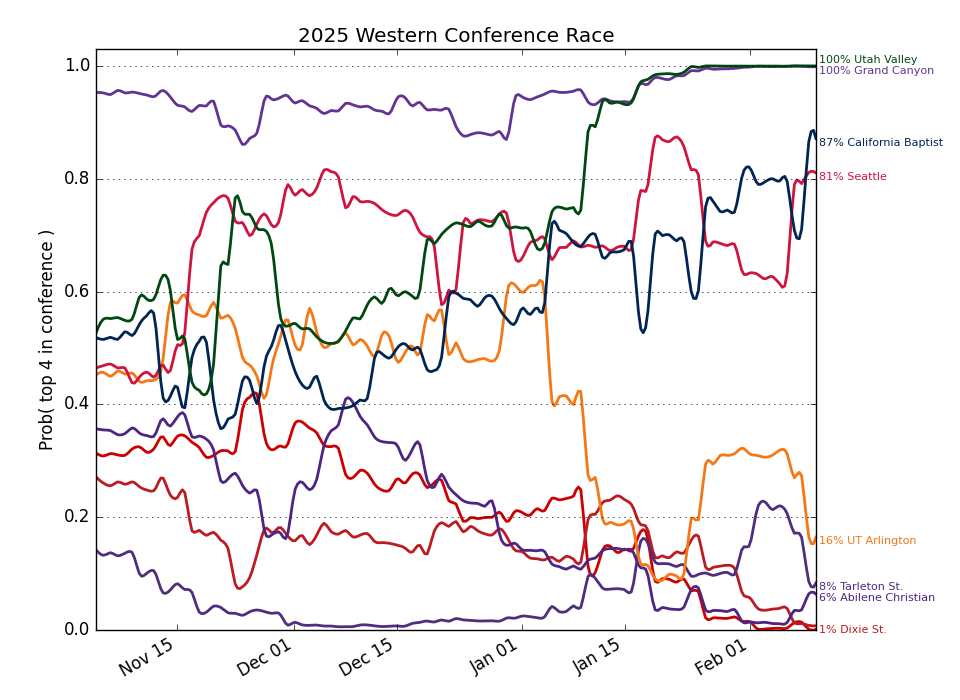 2025 Western Conference Race
Prob( top 4 in conference )
1.0
0.8
0.6
0.4
0.2
0.0
Nov 15
Dec 01
Dec 15
Jan 01
Jan 15
Feb 01
100% Utah Valley
100% Grand Canyon
87% California Baptist
81% Seattle
16% UT Arlington
8% Tarleton St.
6% Abilene Christian
1% Dixie St.